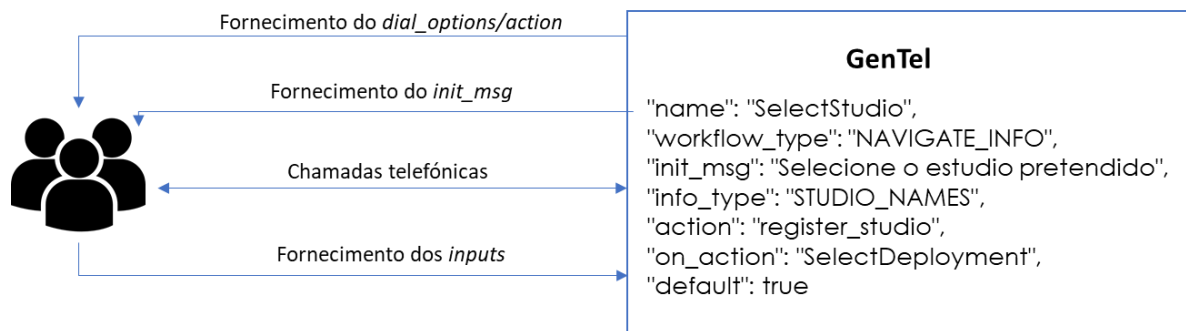 Fornecimento do dial_options/action
Fornecimento do init_msg
Chamadas telefónicas
Fornecimento dos inputs
GenTel
"name": "SelectStudio",
"workflow_type": "NAVIGATE_INFO",
"init_msg": "Selecione o estudio pretendido",
"info_type": "STUDIO_NAMES",
"action": "register_studio",
"on_action": "SelectDeployment",
"default": true